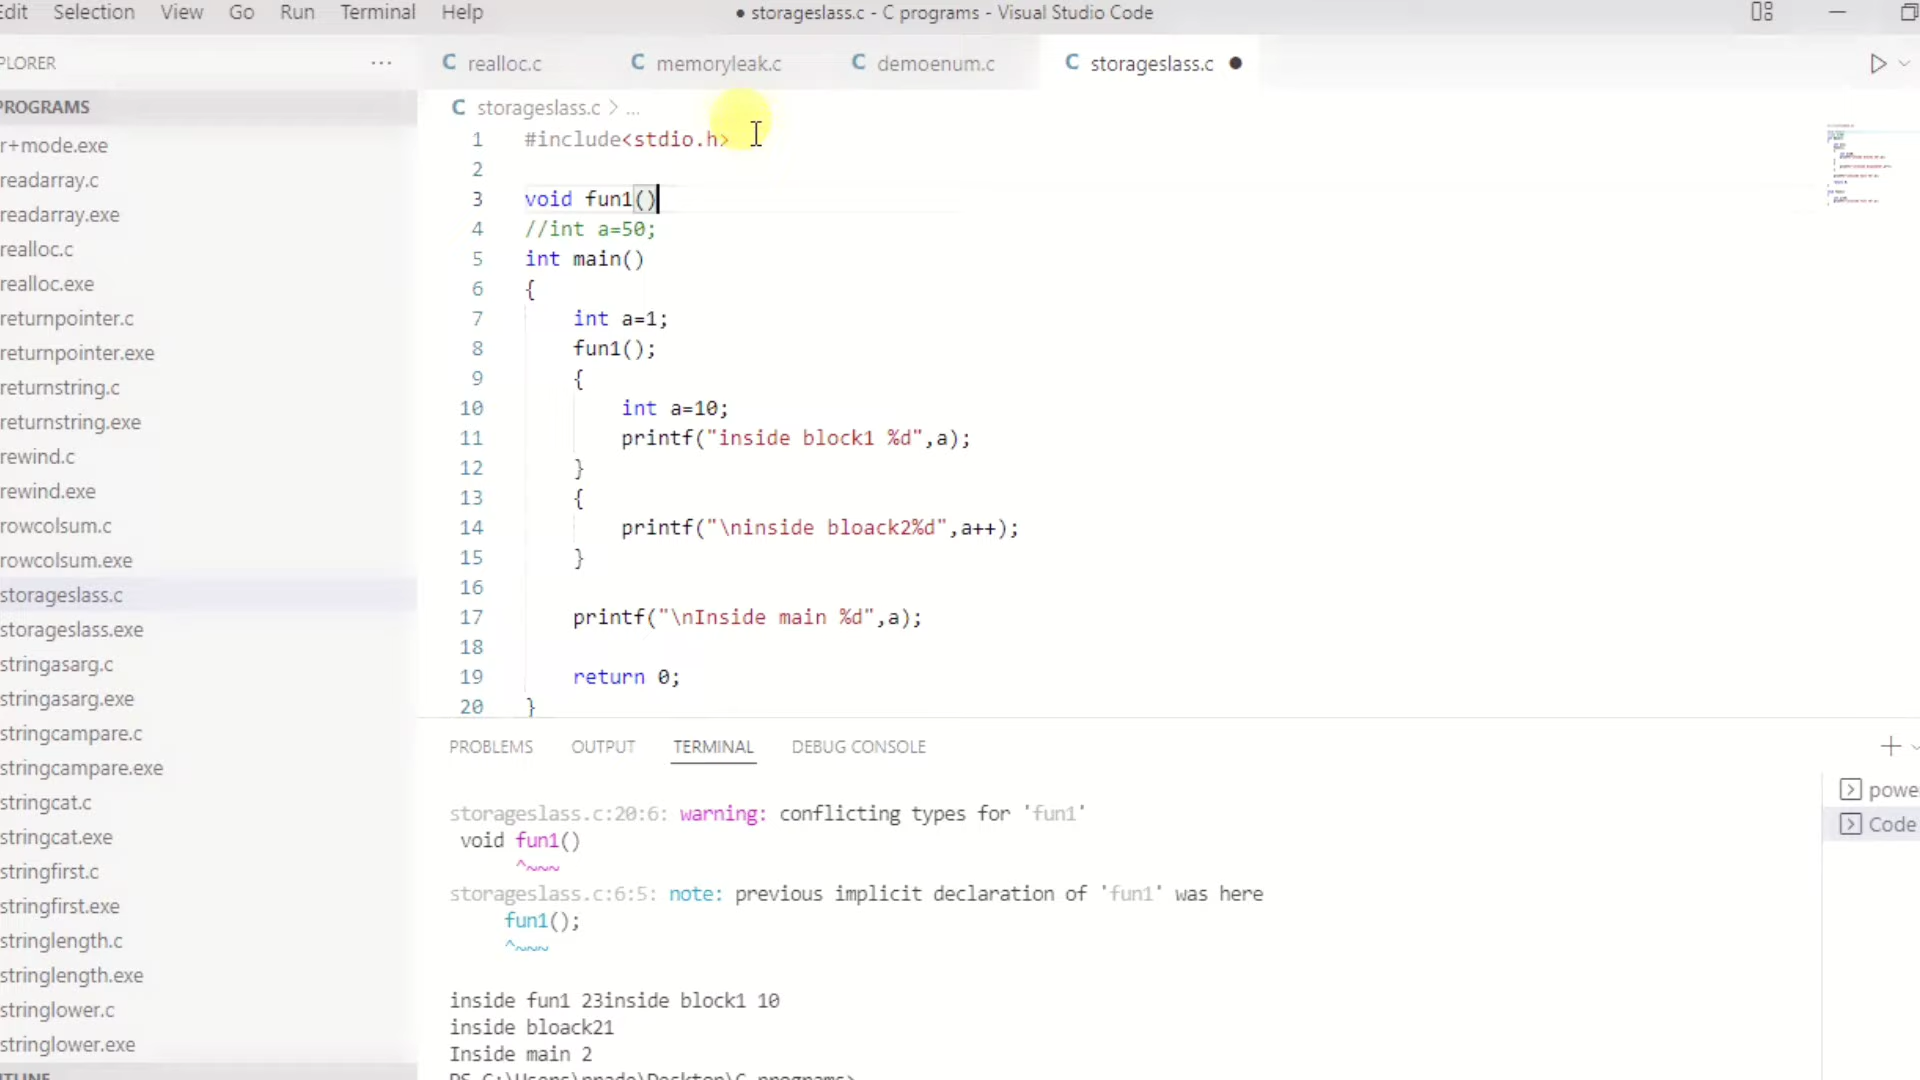 Edit Selection View Go Run Terminal Help
● storageslass.c - C programs - Visual Studio Code
PLORER ...
realloc.c
memoryleak.c
demoenum.c
storageslass.c ●
PROGRAMS
r+mode.exe
readarray.c
readarray.exe
realloc.c
realloc.exe
returnpointer.c
returnpointer.exe
returnstring.c
returnstring.exe
rewind.c
rewind.exe
rowcolsum.c
rowcolsum.exe
storageslass.c
storageslass.exe
stringasarg.c
stringasarg.exe
stringcampare.c
stringcampare.exe
stringcat.c
stringcat.exe
stringfirst.c
stringfirst.exe
stringlength.c
stringlength.exe
stringlower.c
stringlower.exe
C storageslass.c > ...
1 #include<stdio.h>
2
3 void fun1()
4 //int a=50;
5 int main()
6 {
7 int a=1;
8 fun1();
9 {
10 int a=10;
11 printf("inside block1 %d",a);
12 }
13 {
14 printf("\ninside bloack2%d",a++);
15 }
16
17 printf("\nInside main %d",a);
18
19 return 0;
20 }
PROBLEMS OUTPUT TERMINAL DEBUG CONSOLE
storageslass.c:20:6: warning: conflicting types for 'fun1'
void fun1()
^~~~
storageslass.c:6:5: note: previous implicit declaration of 'fun1' was here
fun1();
^~~~
inside fun1 23inside block1 10
inside bloack21
Inside main 2
PS C:\Users\prade\Desktop\C programs>
powe
Code